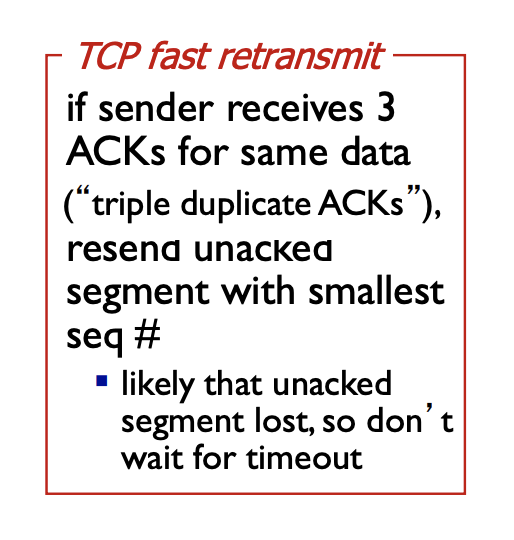 TCP fast retransmit
if sender receives 3
ACKs for same data
(“triple duplicate ACKs”),
resend unacked
segment with smallest
seq #
▪ likely that unacked
segment lost, so don’t
wait for timeout